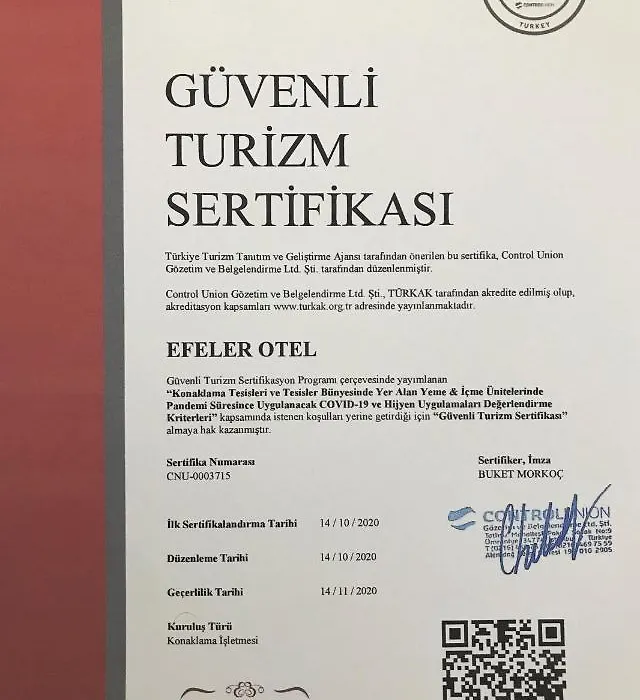 CONTROLUNION
TURKEY
GÜVENLİ
TURİZM
SERTİFİKASI
Türkiye Turizm Tanıtım ve Geliştirme Ajansı tarafından önerilen bu sertifika, Control Union
Gözetim ve Belgelendirme Ltd. Şti. tarafından düzenlenmiştir.
Control Union Gözetim ve Belgelendirme Ltd. Şti., TÜRKAK tarafından akredite edilmiş olup,
akreditasyon kapsamları www.turkak.org.tr adresinde yayınlanmaktadır.
EFELER OTEL
Güvenli Turizm Sertifikasyon Programı çerçevesinde yayımlanan
“Konaklama Tesisleri ve Tesisler Bünyesinde Yer Alan Yeme & İçme Ünitelerinde
Pandemi Süresince Uygulanacak COVID-19 ve Hijyen Uygulamaları Değerlendirme
Kriterleri” kapsamında istenen koşulları yerine getirdiği için “Güvenli Turizm Sertifikası”
almaya hak kazanmıştır.
Sertifika Numarası
CNU-0003715
Sertifiker, İmza
BUKET MORKOÇ
CONTROLUNION
İlk Sertifikalandırma Tarihi 14 / 10 / 2020
Düzenleme Tarihi 14 / 10 / 2020
Geçerlilik Tarihi 14 / 11 / 2020
Kuruluş Türü
Konaklama İşletmesi